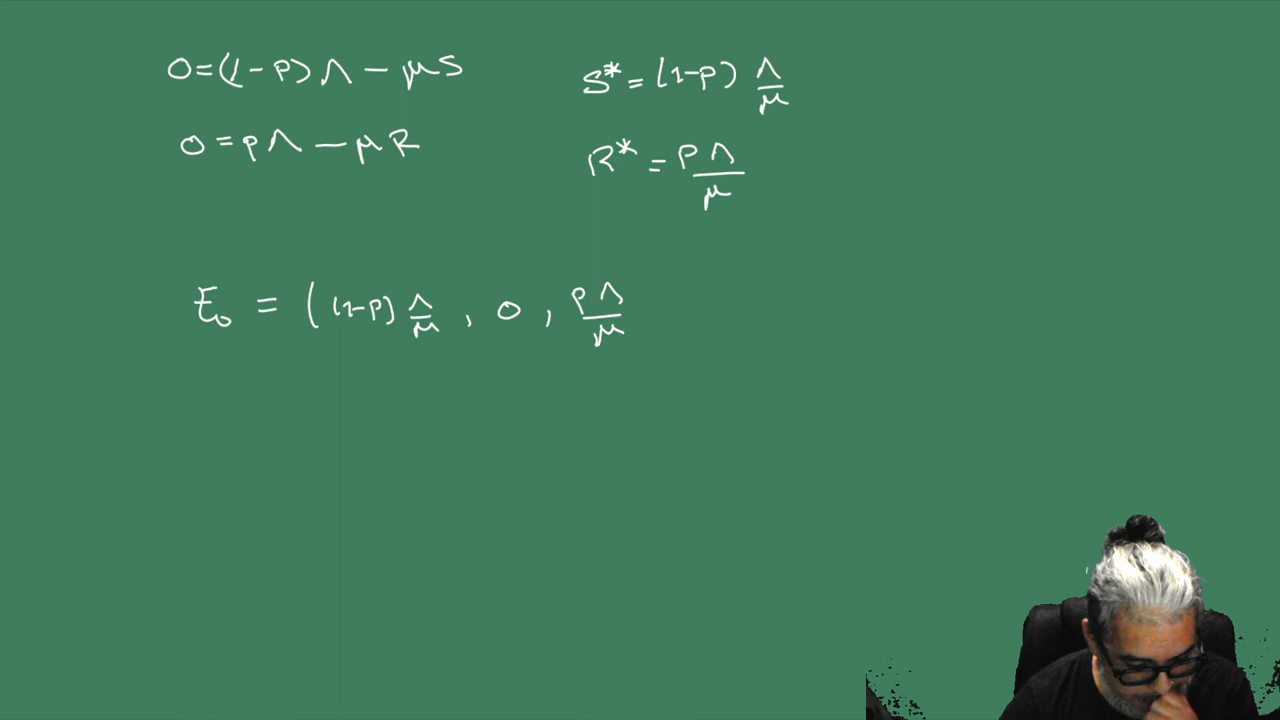 0=(1-p)Λ-μS
S*=(1-p) Λ/μ
0=pΛ-μR
R*=pΛ/μ
E₀ = ((1-p) Λ/μ, 0, pΛ/μ